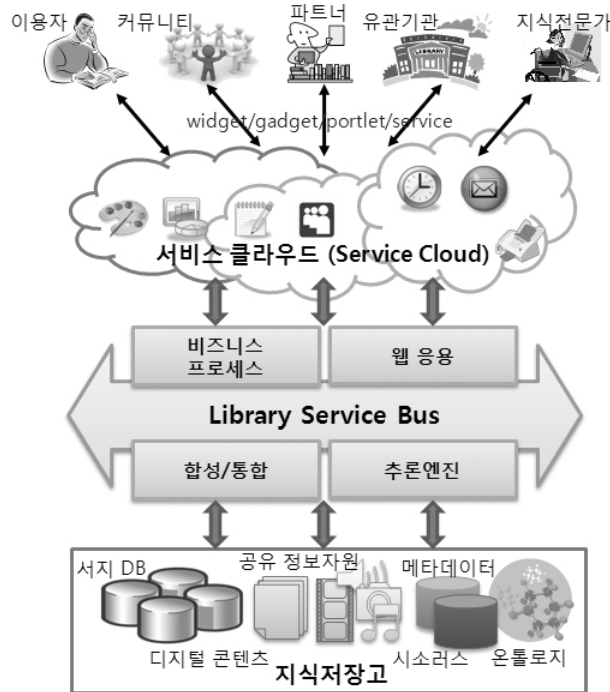 이용자 커뮤니티 파트너 유관기관 지식전문가
LIBRARY
widget/gadget/portlet/service
서비스 클라우드 (Service Cloud)
비즈니스
프로세스
웹 응용
Library Service Bus
합성/통합
추론엔진
서지 DB
공유 정보자원
메타데이터
디지털 콘텐츠
시소러스
온톨로지
지식저장고